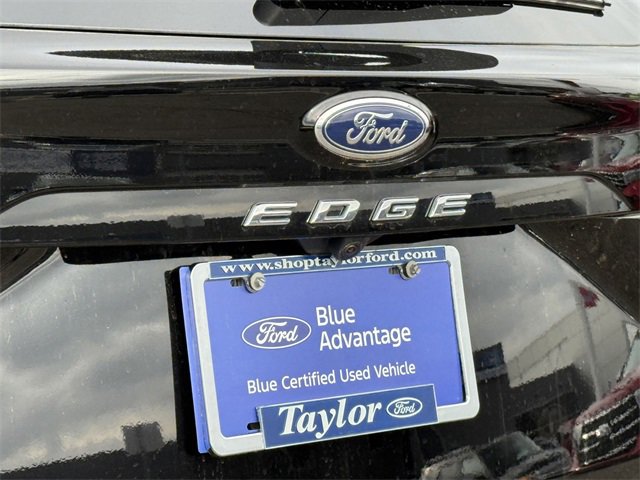 Ford
EDGE
www.shoptaylorford.com
Ford
Blue
Advantage
Blue Certified Used Vehicle
Taylor Ford